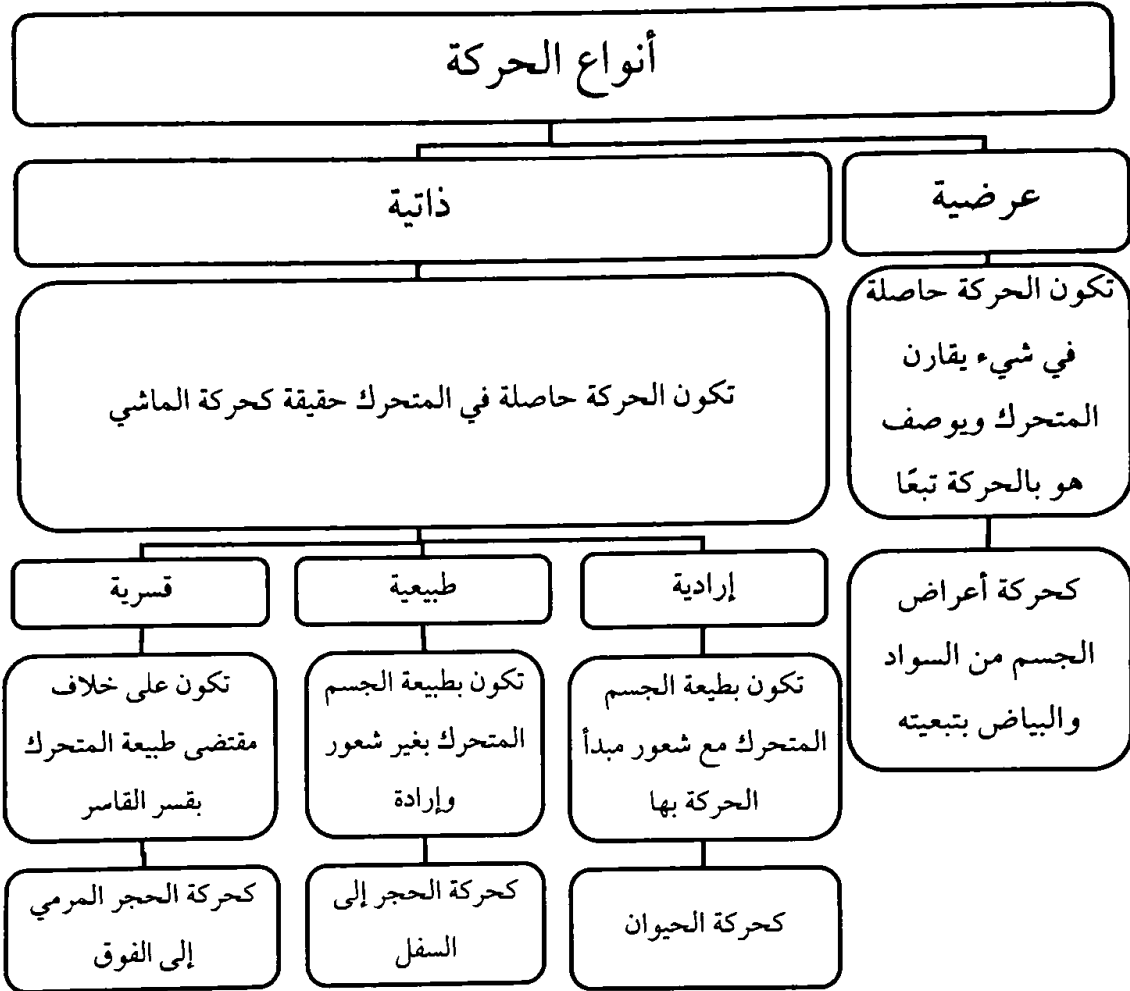 أنواع الحركة
عرضية
ذاتية
تكون الحركة حاصلة
في شيء يقارن
المتحرك ويوصف
هو بالحركة تبعًا
تكون الحركة حاصلة في المتحرك حقيقة كحركة الماشي
كحركة أعراض
الجسم من السواد
والبياض بتبعيته
إرادية
طبيعية
قسرية
تكون بطيعة الجسم
المتحرك مع شعور مبدأ
الحركة بها
تكون بطبيعة الجسم
المتحرك بغير شعور
وإرادة
تكون على خلاف
مقتضى طبيعة المتحرك
بقسر القاسر
كحركة الحيوان
كحركة الحجر إلى
السفل
كحركة الحجر المرمي
إلى الفوق